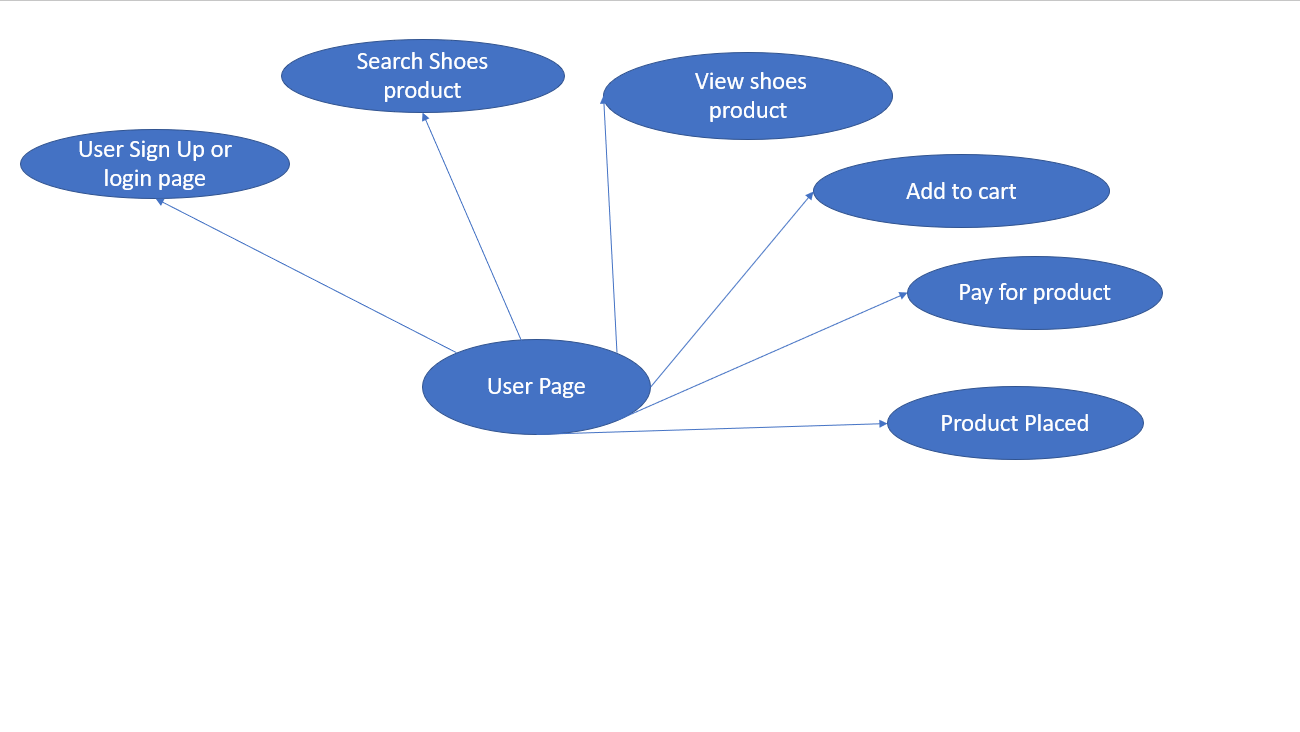 Search Shoes
product
View shoes
product
User Sign Up or
login page
Add to cart
Pay for product
User Page
Product Placed